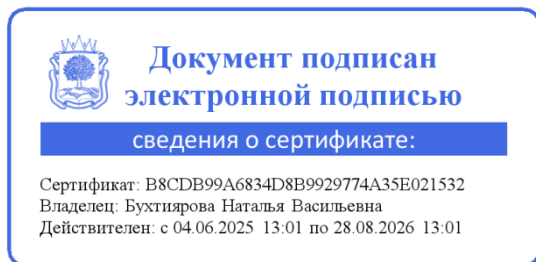 Документ подписан
электронной подписью
сведения о сертификате:
Сертификат: B8CDB99A6834D8B9929774A35E021532
Владелец: Бухтиярова Наталья Васильевна
Действителен: с 04.06.2025 13:01 по 28.08.2026 13:01